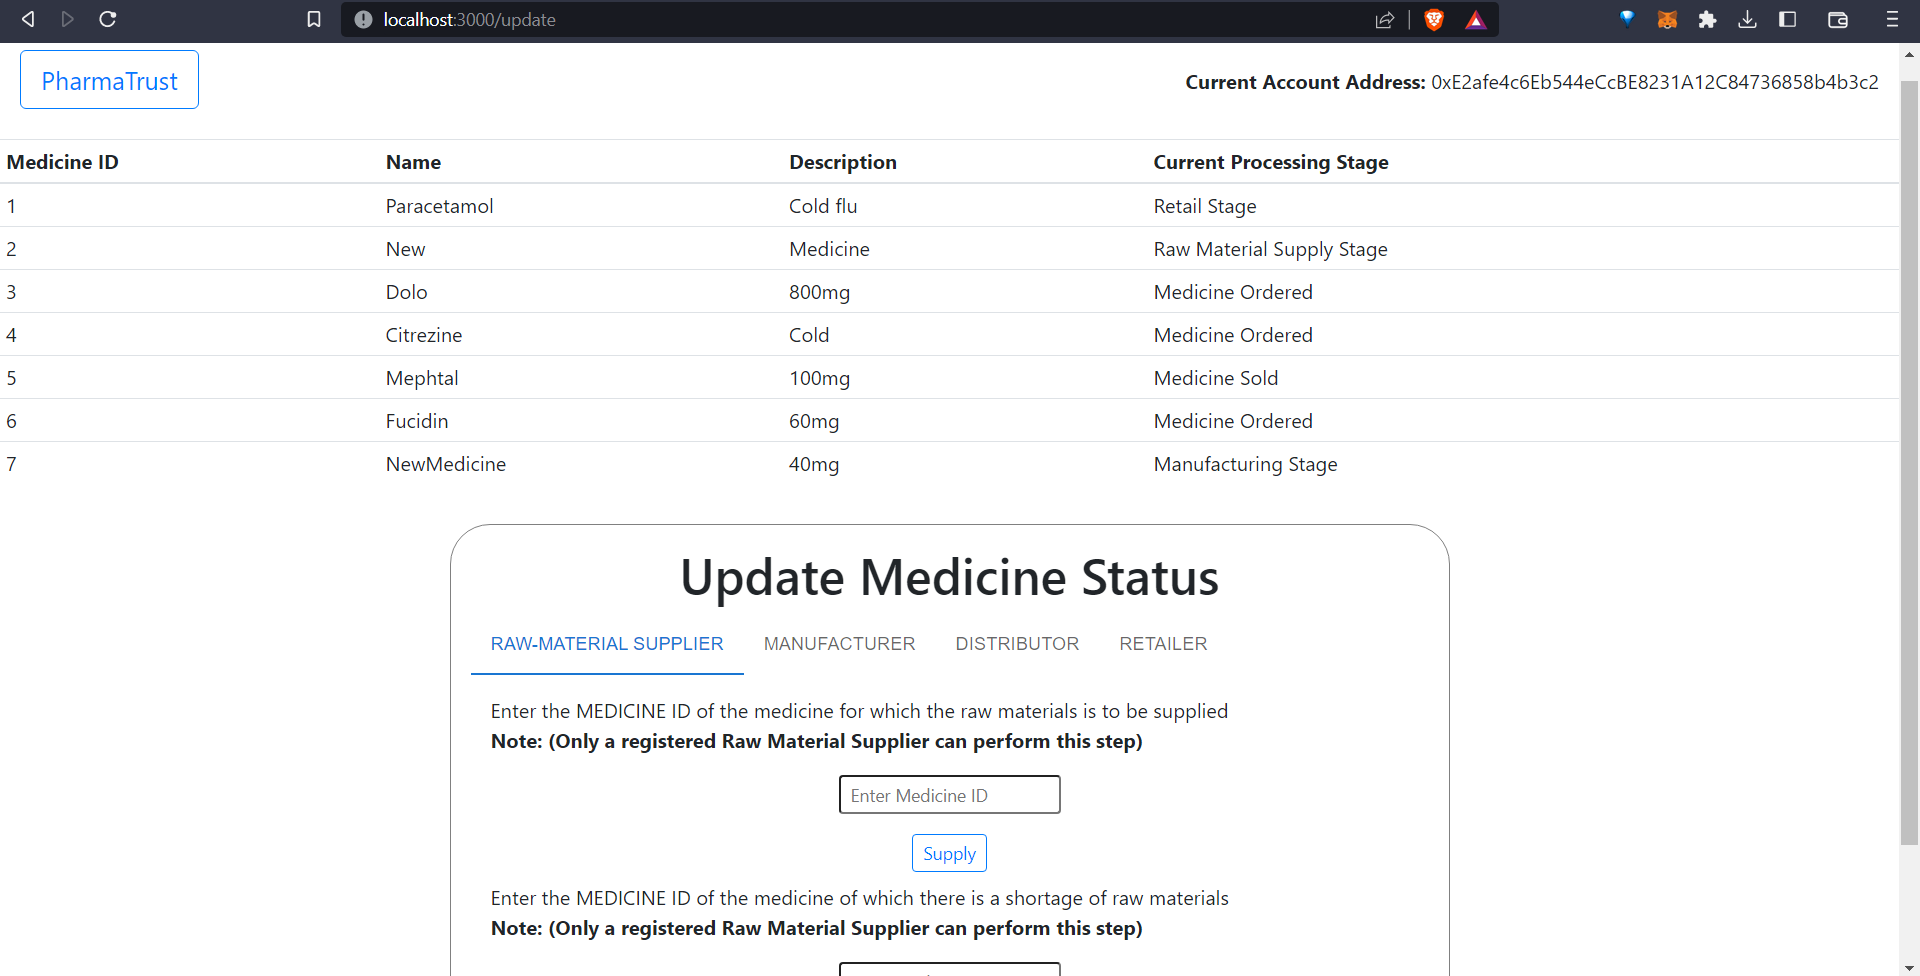 localhost:3000/update
PharmaTrust
Current Account Address: 0xE2afe4c6Eb544eCcBE8231A12C84736858b4b3c2
Medicine ID Name Description Current Processing Stage
1 Paracetamol Cold flu Retail Stage
2 New Medicine Raw Material Supply Stage
3 Dolo 800mg Medicine Ordered
4 Citrezine Cold Medicine Ordered
5 Mephtal 100mg Medicine Sold
6 Fucidin 60mg Medicine Ordered
7 NewMedicine 40mg Manufacturing Stage
Update Medicine Status
RAW-MATERIAL SUPPLIER MANUFACTURER DISTRIBUTOR RETAILER
Enter the MEDICINE ID of the medicine for which the raw materials is to be supplied
Note: (Only a registered Raw Material Supplier can perform this step)
Enter Medicine ID
Supply
Enter the MEDICINE ID of the medicine of which there is a shortage of raw materials
Note: (Only a registered Raw Material Supplier can perform this step)